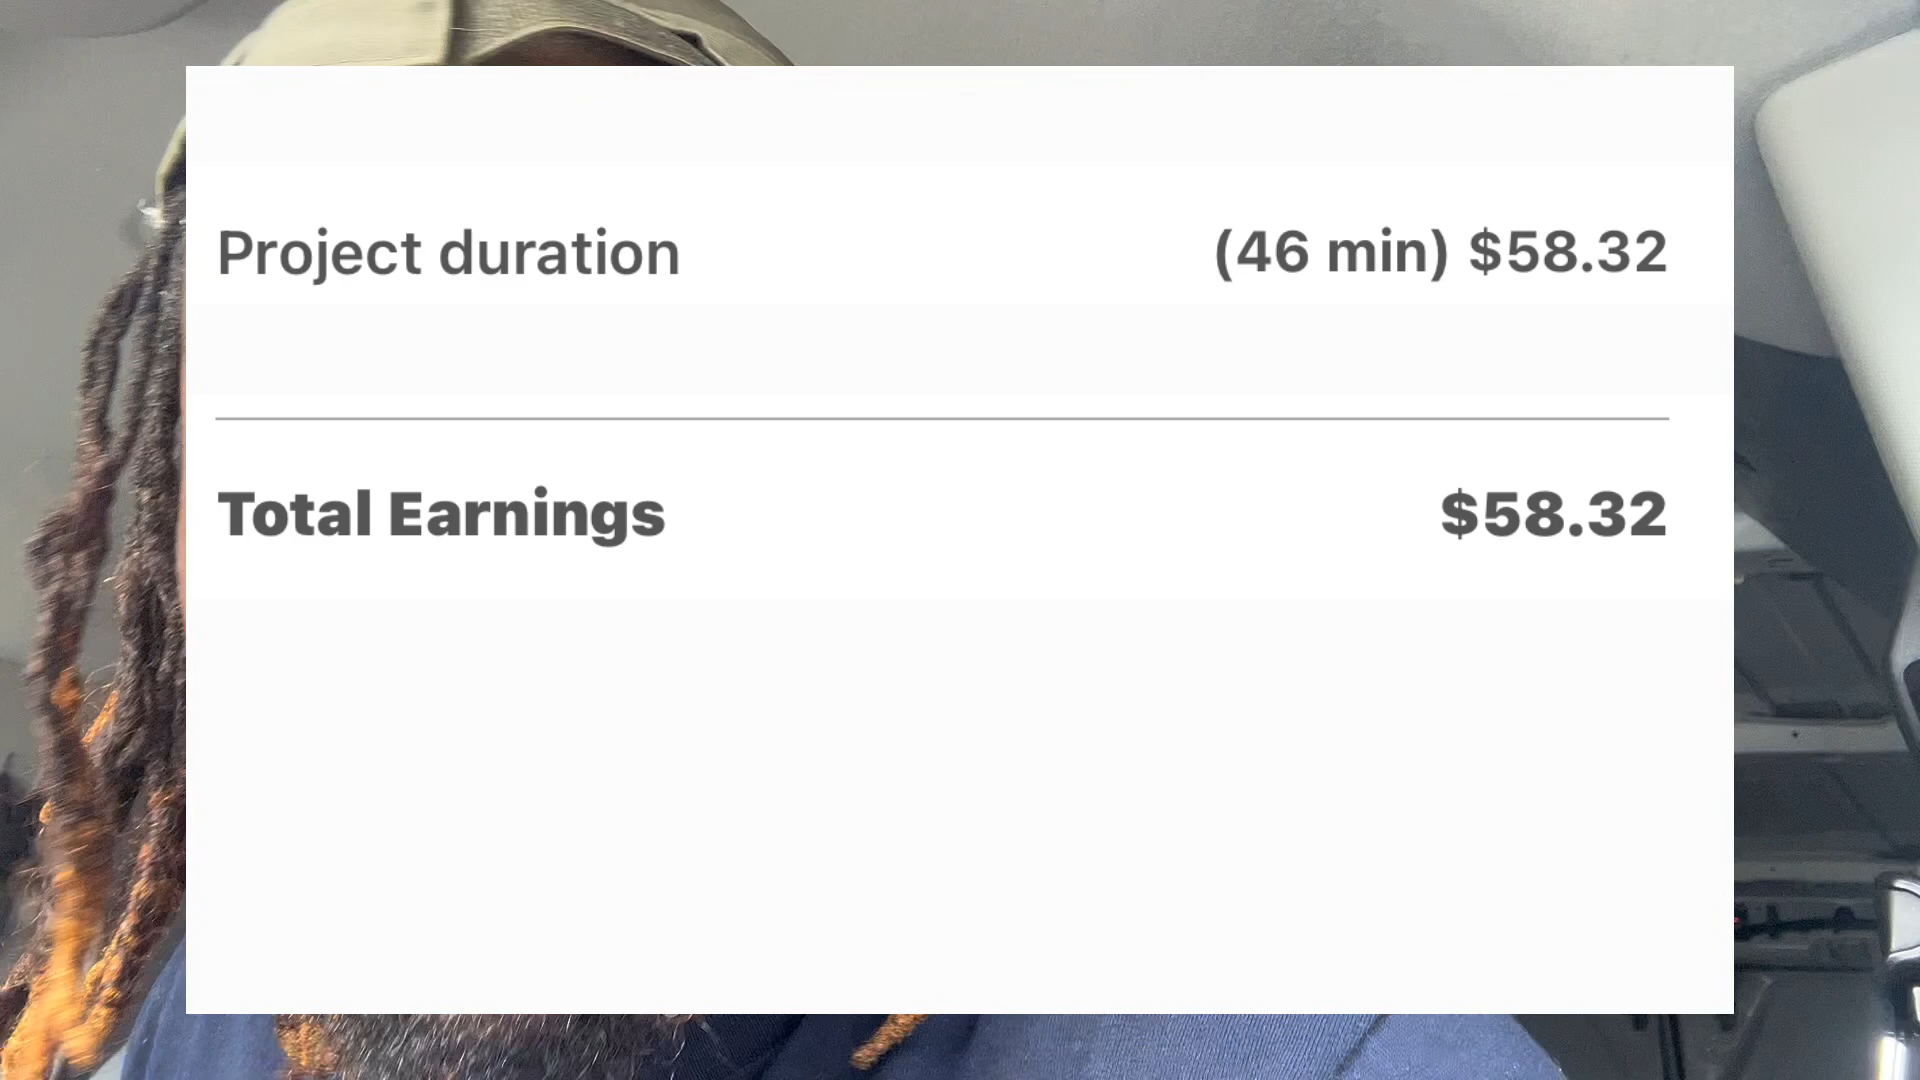 Project duration (46 min) $58.32
Total Earnings $58.32